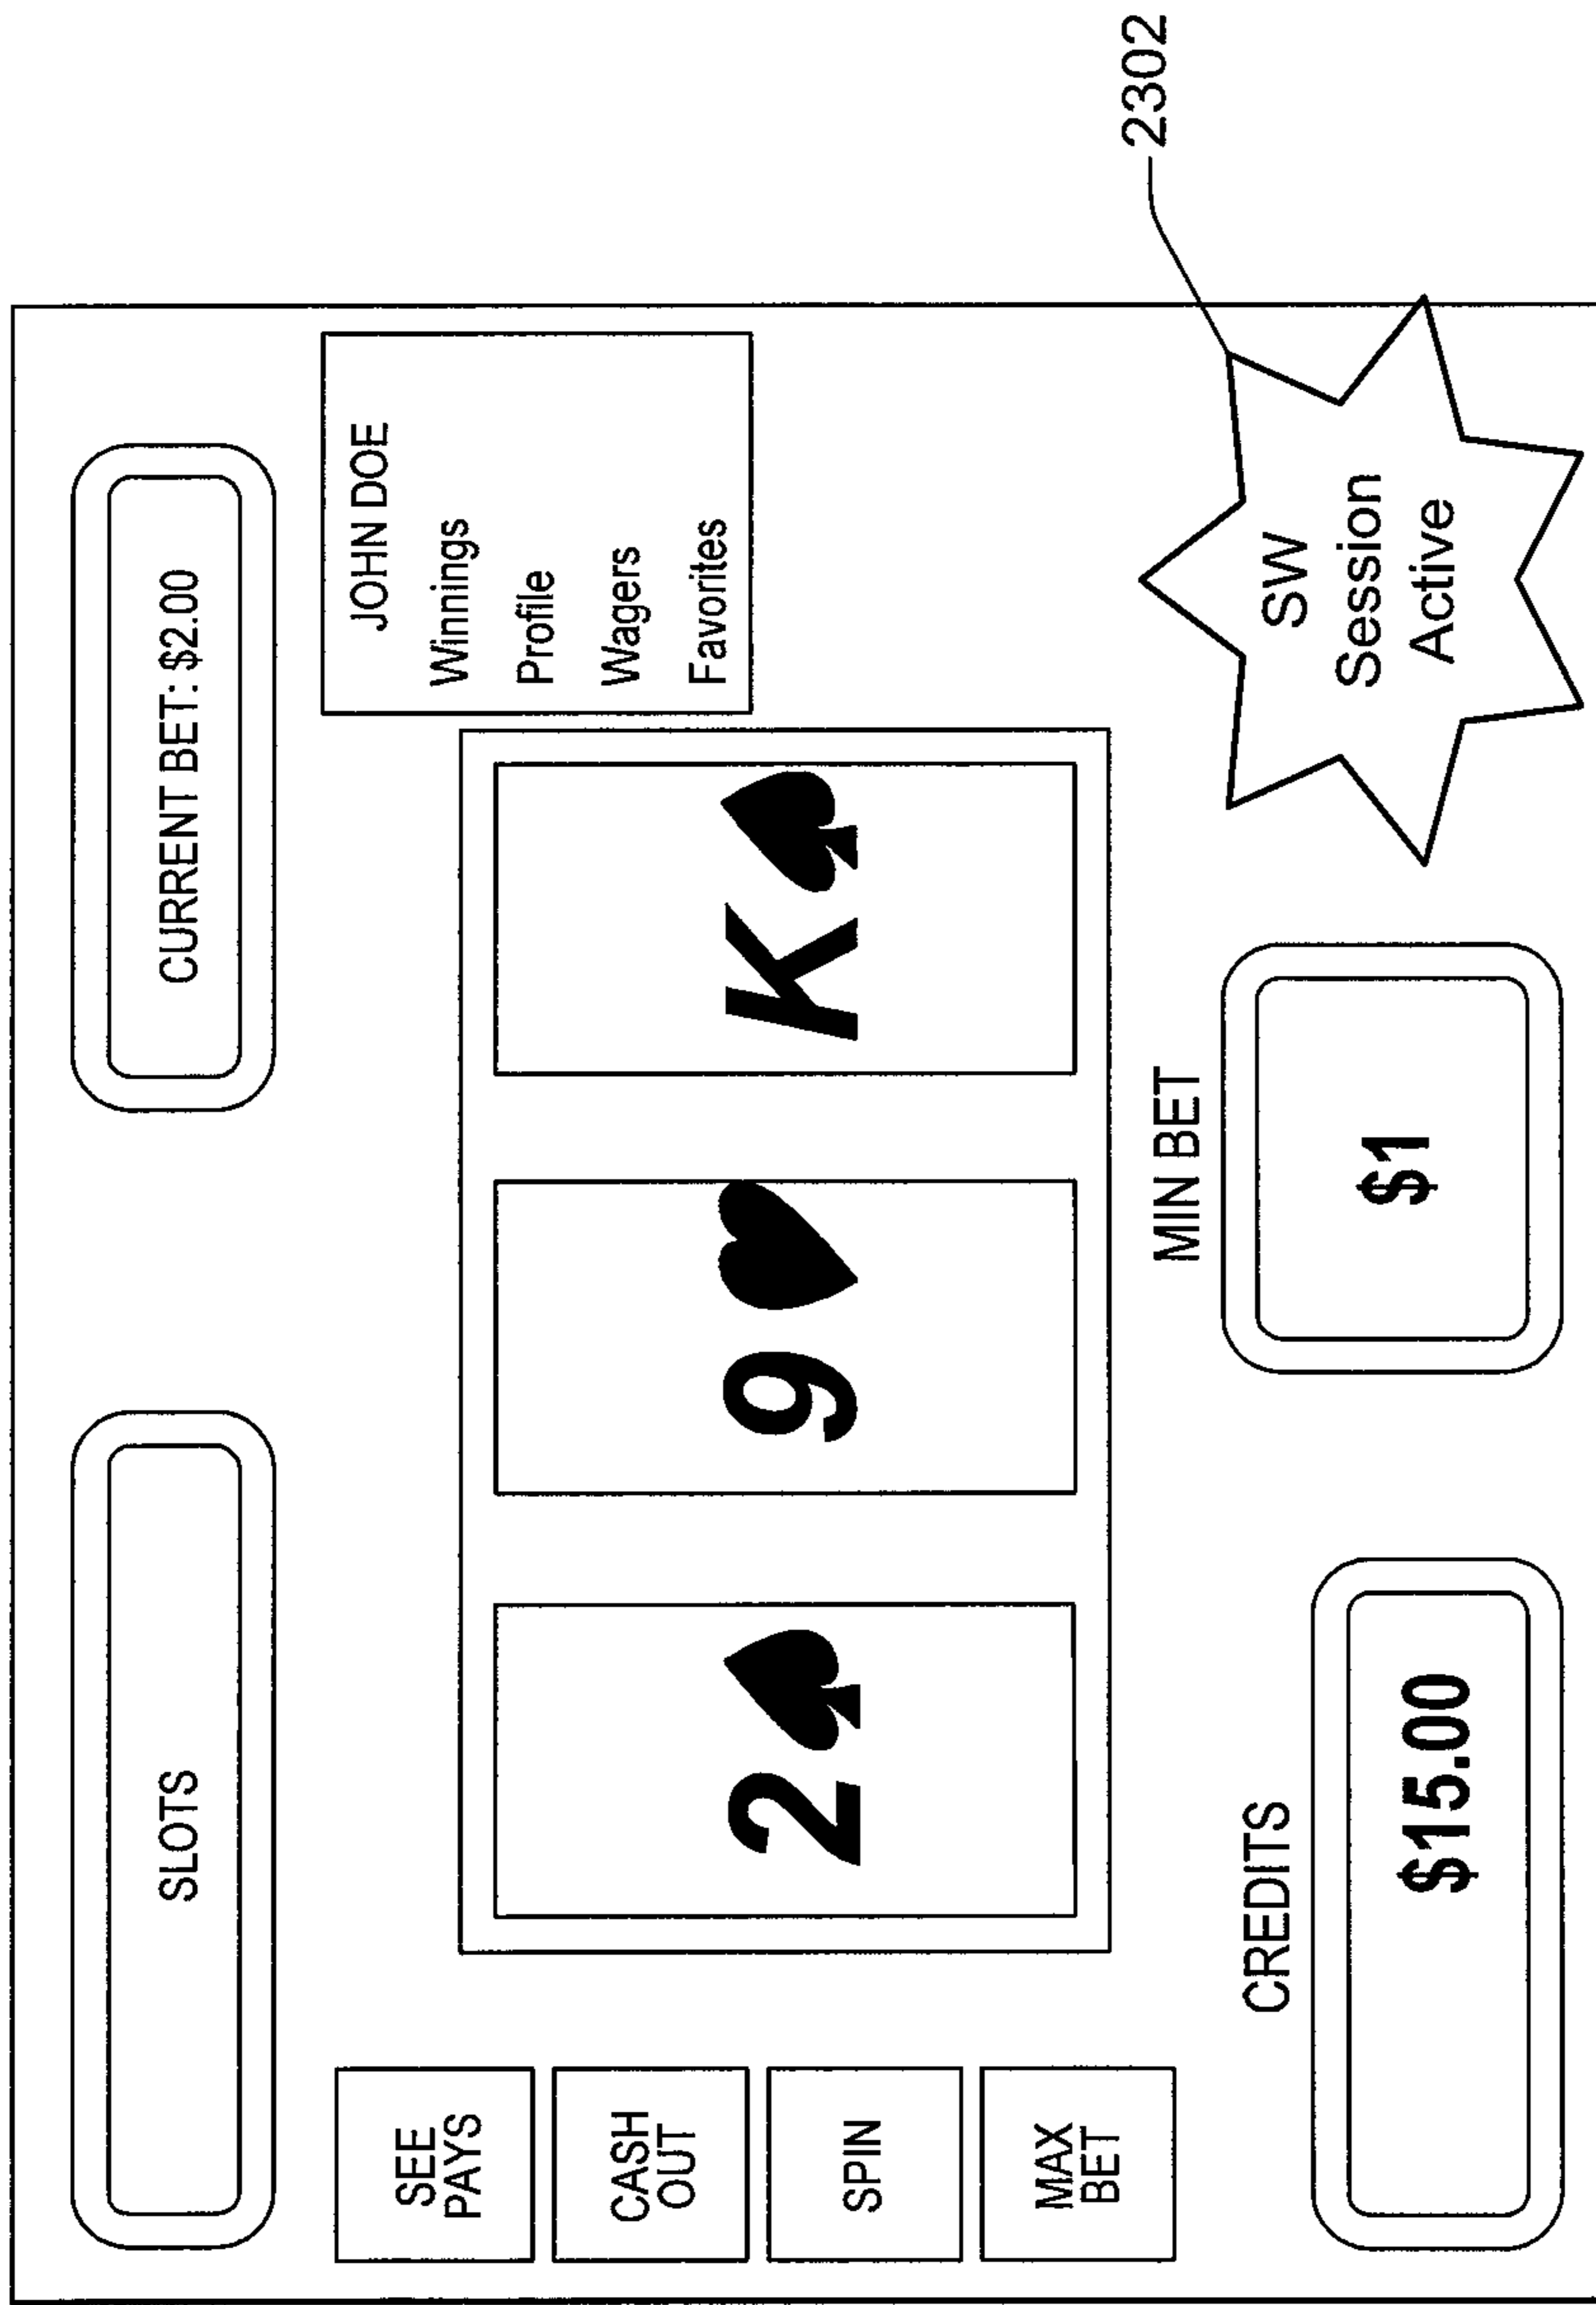 SLOTS
CURRENT BET: $2.00
SEE
PAYS
CASH
OUT
SPIN
MAX
BET
2♠
9♥
K♠
JOHN DOE
Winnings
Profile
Wagers
Favorites
CREDITS
$15.00
MIN BET
$1
SW
Session
Active
2302